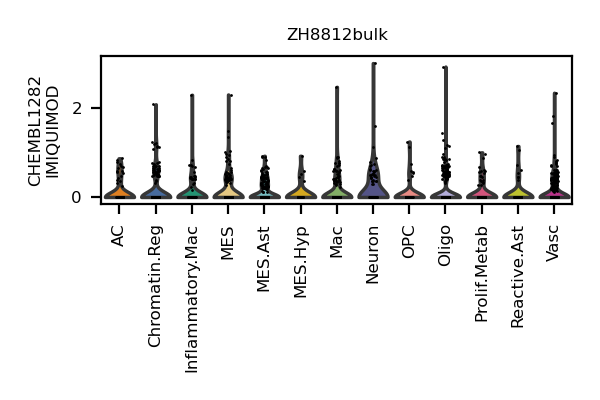 ZH8812bulk
CHEMBL1282
IMIQUIMOD
2
0
AC
Chromatin.Reg
Inflammatory.Mac
MES
MES.Ast
MES.Hyp
Mac
Neuron
OPC
Oligo
Prolif.Metab
Reactive.Ast
Vasc